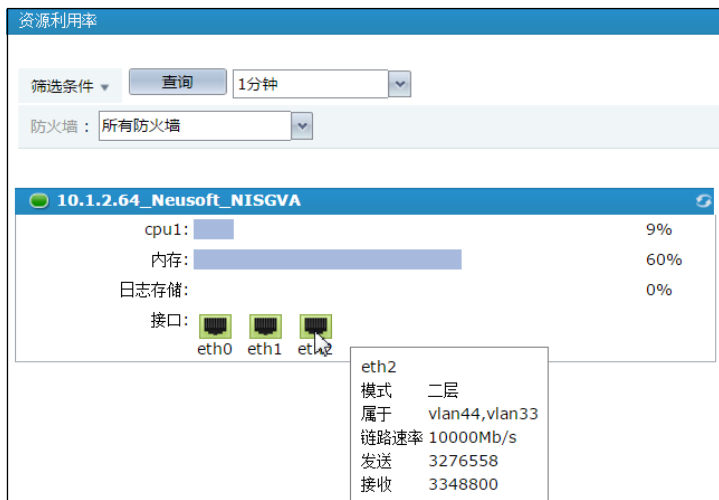 资源利用率
筛选条件 查询 1分钟
防火墙： 所有防火墙
10.1.2.64_Neusoft_NISGVA
cpu1: 9%
内存: 60%
日志存储: 0%
接口:
eth0 eth1 eth2
eth2
模式 二层
属于 vlan44,vlan33
链路速率 10000Mb/s
发送 3276558
接收 3348800